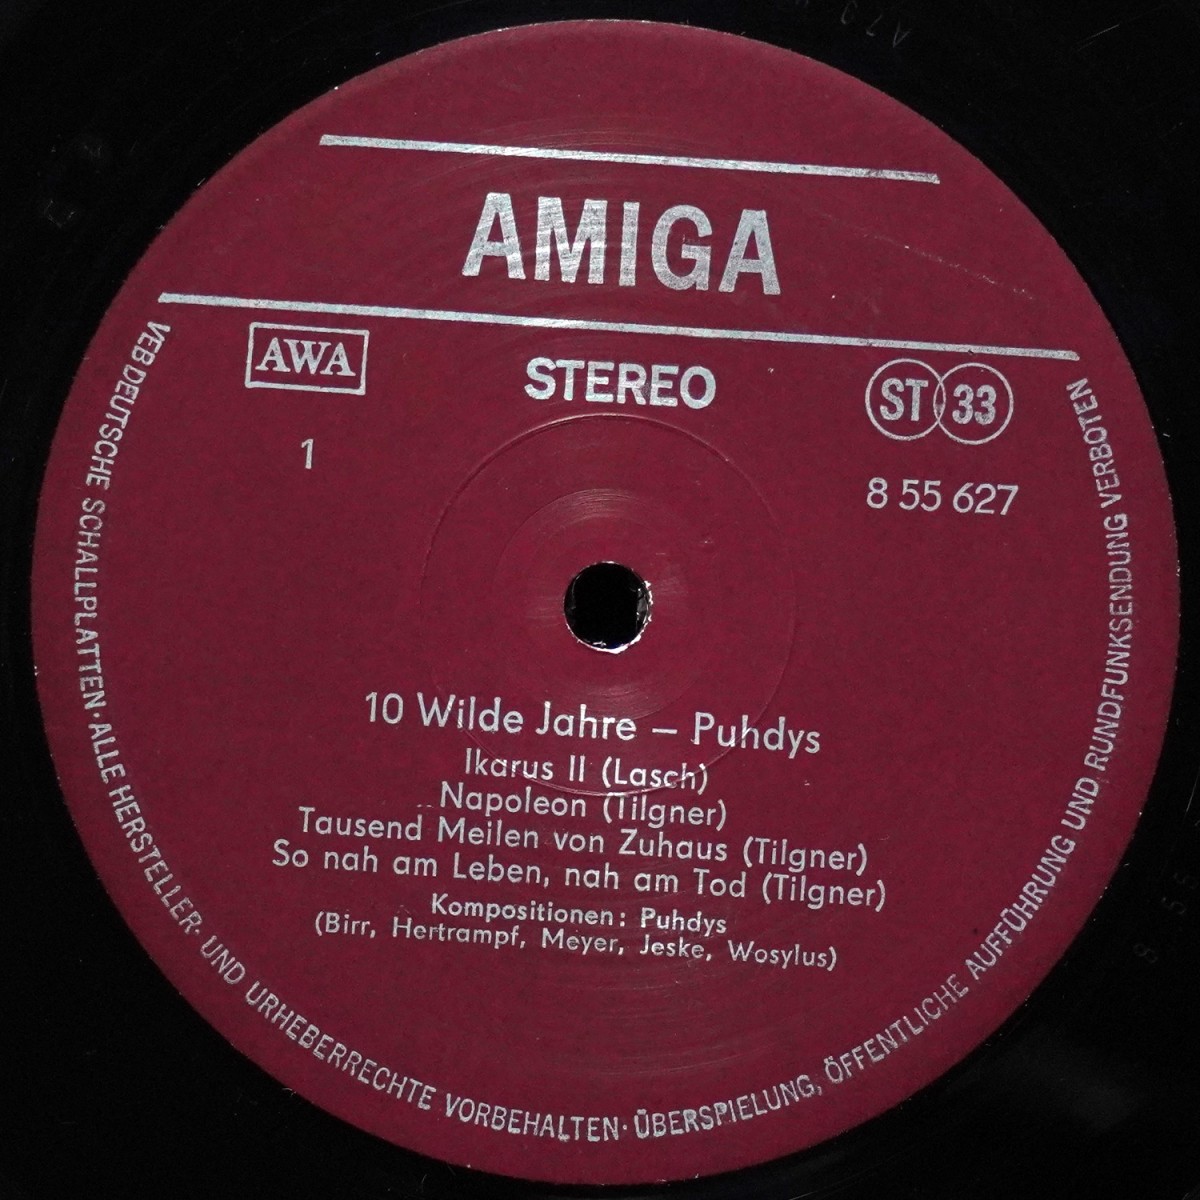 AMIGA
AWA
STEREO
ST 33
1
8 55 627
10 Wilde Jahre – Puhdys
Ikarus II (Lasch)
Napoleon (Tilgner)
Tausend Meilen von Zuhaus (Tilgner)
So nah am Leben, nah am Tod (Tilgner)
Kompositionen: Puhdys
(Birr, Hertrampf, Meyer, Jeske, Wosylus)
VEB DEUTSCHE SCHALLPLATTEN · ALLE HERSTELLER- UND URHEBERRECHTE VORBEHALTEN · ÜBERSPIELUNG, ÖFFENTLICHE AUFFÜHRUNG UND RUNDFUNKSENDUNG VERBOTEN